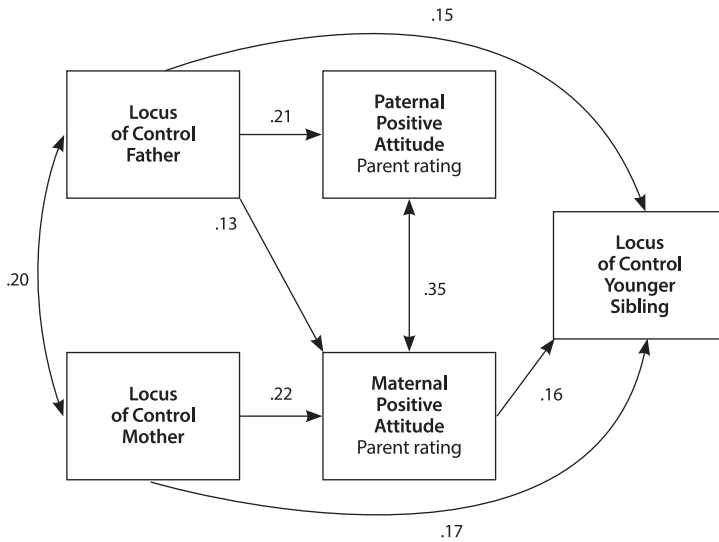 .15
Locus
of Control
Father
.21
Paternal
Positive
Attitude
Parent rating
.13
Locus
of Control
Younger
Sibling
.20
.35
Locus
of Control
Mother
.22
Maternal
Positive
Attitude
Parent rating
.16
.17